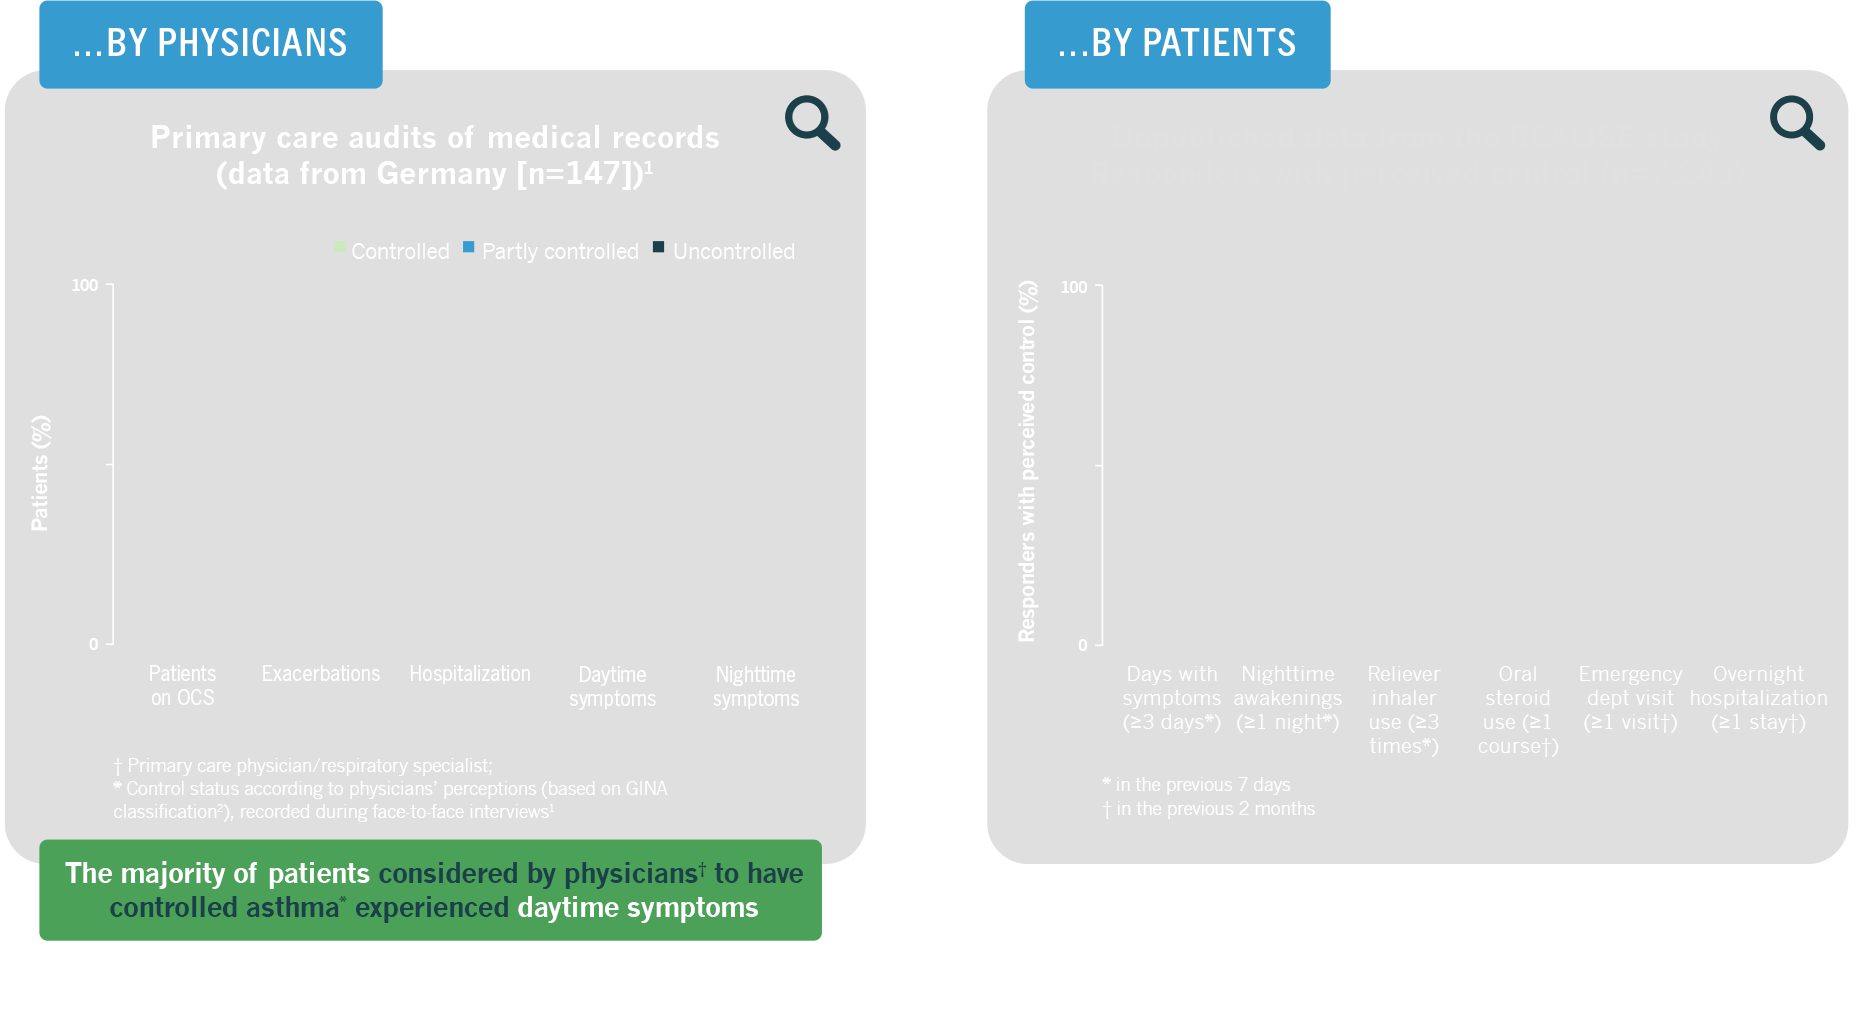 ...BY PHYSICIANS
Primary care audits of medical records
(data from Germany [n=147])¹
Controlled Partly controlled Uncontrolled
100
Patients (%)
0
Patients
on OCS
Exacerbations
Hospitalization
Daytime
symptoms
Nighttime
symptoms
† Primary care physician/respiratory specialist;
* Control status according to physicians’ perceptions (based on GINA
classification²), recorded during face-to-face interviews¹
The majority of patients considered by physicians† to have
controlled asthma* experienced daytime symptoms
...BY PATIENTS
100
Responders with perceived control (%)
0
Days with
symptoms
(≥3 days*)
Nighttime
awakenings
(≥1 night*)
Reliever
inhaler
use (≥3
times*)
Oral
steroid
use (≥1
course†)
Emergency
dept visit
(≥1 visit†)
Overnight
hospitalization
(≥1 stay†)
* in the previous 7 days
† in the previous 2 months